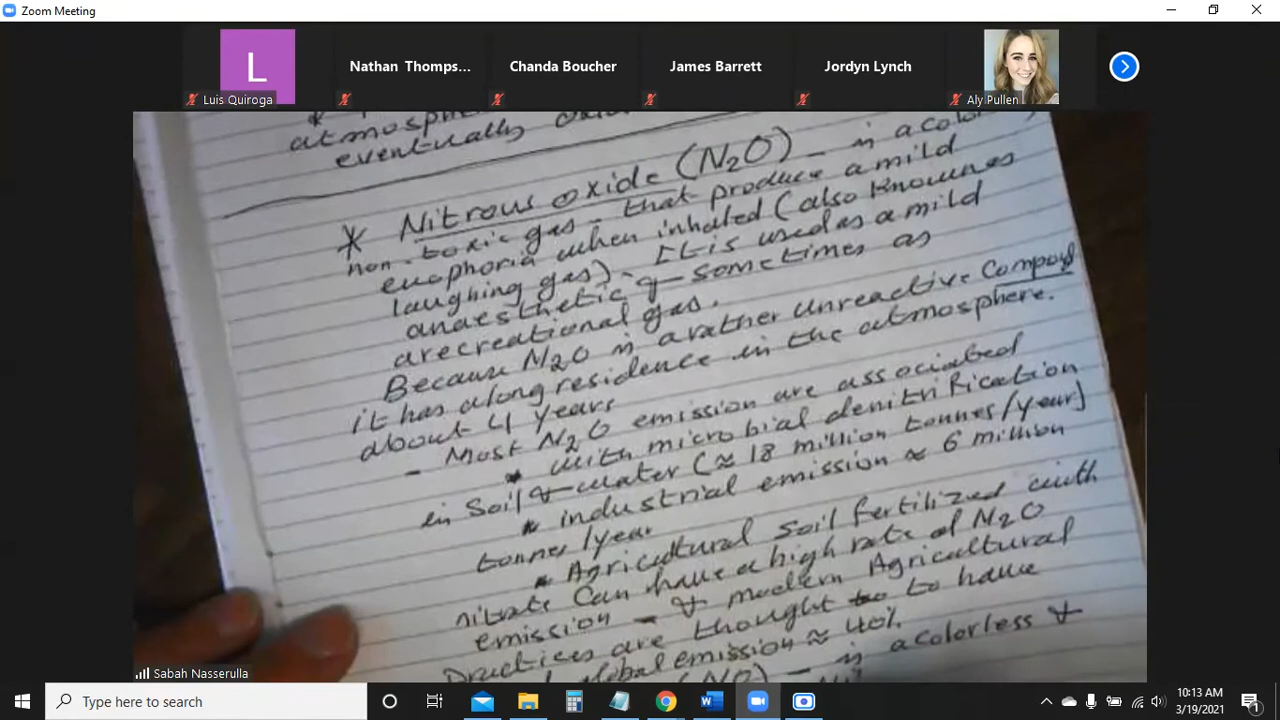 Zoom Meeting
L
Luis Quiroga
Nathan Thomps...
Chanda Boucher
James Barrett
Jordyn Lynch
Aly Pullen
atmosphe
eventually
* Nitrous oxide (N2O) - is a colo
non-toxic gas - that produce a mild
euophoria when inhaled (also Known as
laughing gas) - It is used as a mild
anaesthetic & sometimes as
a recreational gas.
Because N2O is a rather unreactive Compound
it has a long residence in the atmosphere.
about 4 years
- Most N2O emission are associated
* with microbial denitrification
in Soil & water (≈ 18 million tonnes/year)
* industrial emission ≈ 6 million
tonnes/year
* Agricultural soil fertilized with
nitrate Can have a high rate of N2O
emission - & modern Agricultural
Practices are thought to to have
global emission ≈ 40%
(NO) - is a colorless &
Sabah Nasserulla
Type here to search
10:13 AM
3/19/2021
1